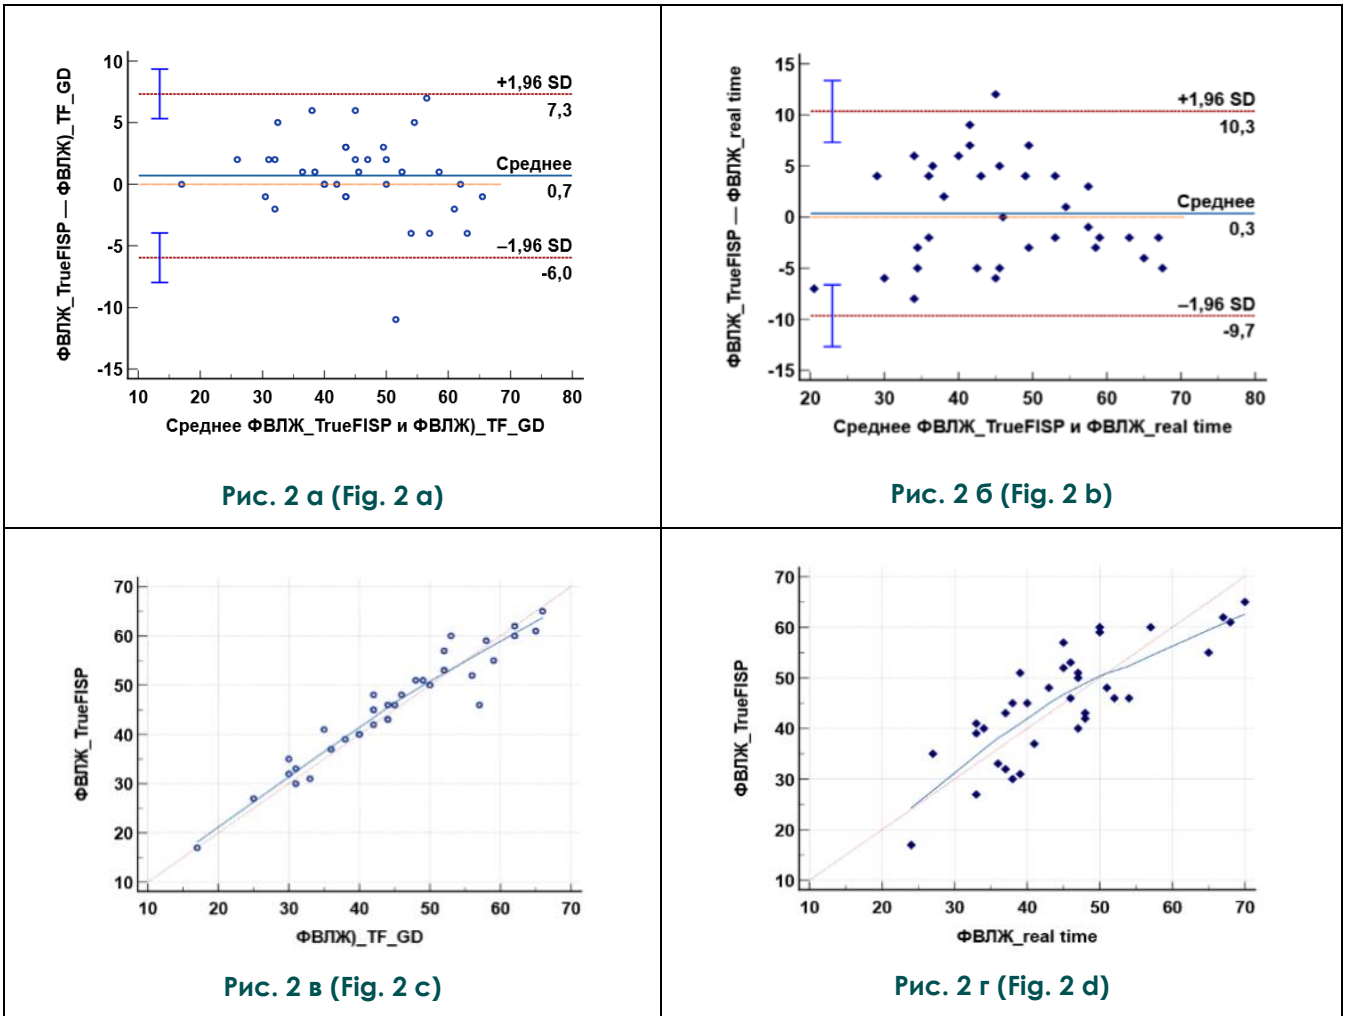 ФВЛЖ_TrueFISP — ФВЛЖ)_TF_GD
10
5
0
-5
-10
-15
+1,96 SD
7,3
Среднее
0,7
–1,96 SD
-6,0
10 20 30 40 50 60 70 80
Среднее ФВЛЖ_TrueFISP и ФВЛЖ)_TF_GD
Рис. 2 а (Fig. 2 a)
ФВЛЖ_TrueFISP — ФВЛЖ_real time
15
10
5
0
-5
-10
-15
+1,96 SD
10,3
Среднее
0,3
–1,96 SD
-9,7
20 30 40 50 60 70 80
Среднее ФВЛЖ_TrueFISP и ФВЛЖ_real time
Рис. 2 б (Fig. 2 b)
ФВЛЖ_TrueFISP
70
60
50
40
30
20
10
10 20 30 40 50 60 70
ФВЛЖ)_TF_GD
Рис. 2 в (Fig. 2 c)
ФВЛЖ_TrueFISP
70
60
50
40
30
20
10
10 20 30 40 50 60 70
ФВЛЖ_real time
Рис. 2 г (Fig. 2 d)